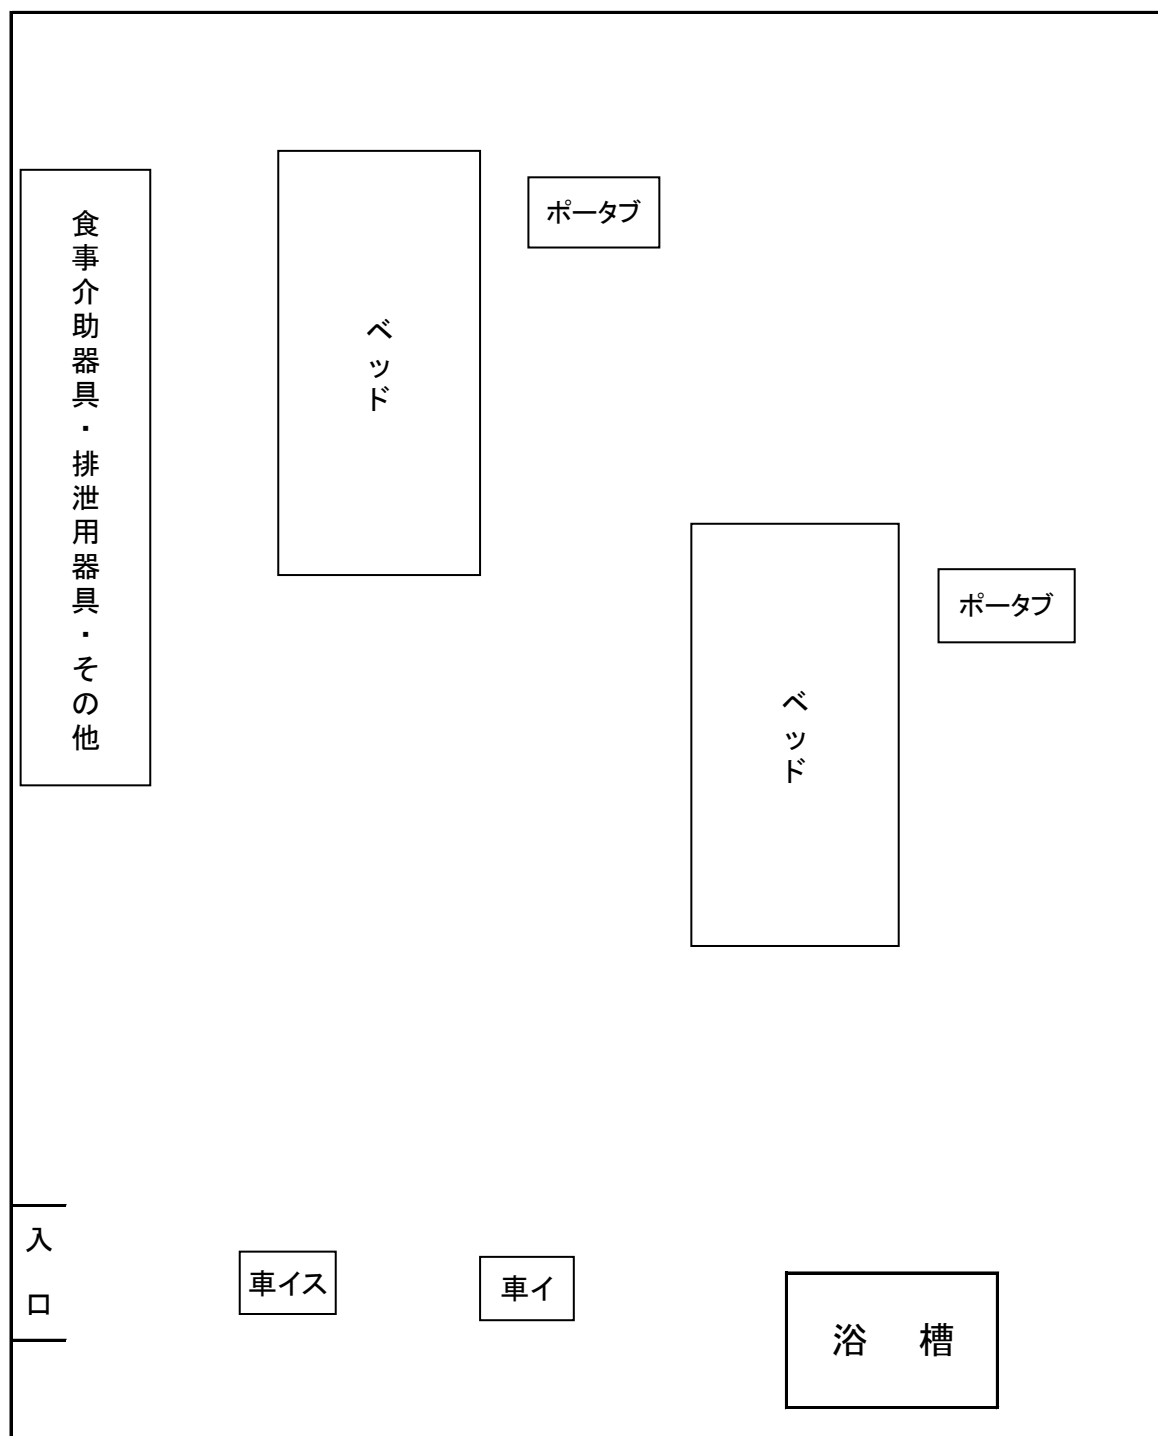 食事介助器具・排泄用器具・その他
ベッド
ポータブ
ベッド
ポータブ
入口
車イス
車イ
浴　槽